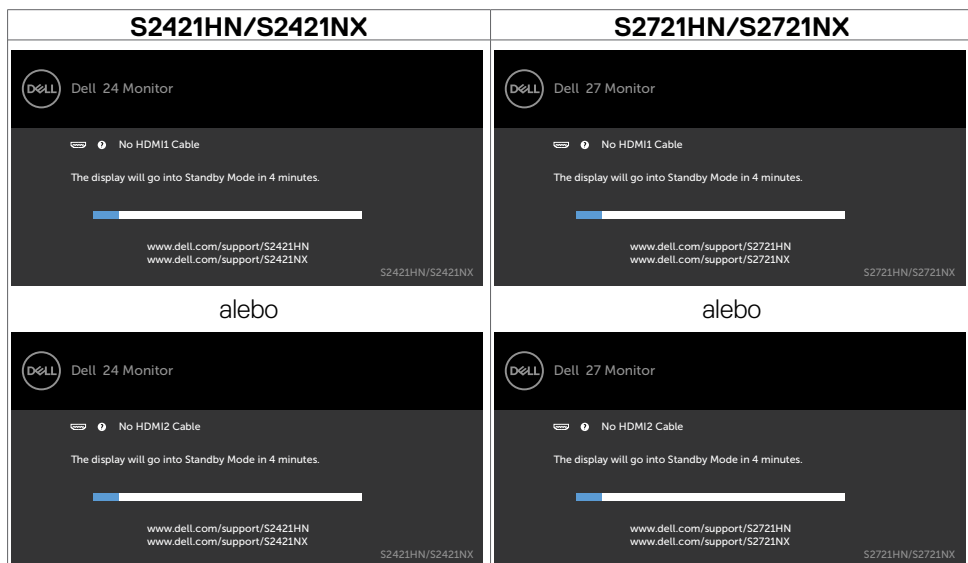 S2421HN/S2421NX
S2721HN/S2721NX
DELL Dell 24 Monitor
No HDMI1 Cable
The display will go into Standby Mode in 4 minutes.
www.dell.com/support/S2421HN
www.dell.com/support/S2421NX
S2421HN/S2421NX
DELL Dell 27 Monitor
No HDMI1 Cable
The display will go into Standby Mode in 4 minutes.
www.dell.com/support/S2721HN
www.dell.com/support/S2721NX
S2721HN/S2721NX
alebo
alebo
DELL Dell 24 Monitor
No HDMI2 Cable
The display will go into Standby Mode in 4 minutes.
www.dell.com/support/S2421HN
www.dell.com/support/S2421NX
S2421HN/S2421NX
DELL Dell 27 Monitor
No HDMI2 Cable
The display will go into Standby Mode in 4 minutes.
www.dell.com/support/S2721HN
www.dell.com/support/S2721NX
S2721HN/S2721NX